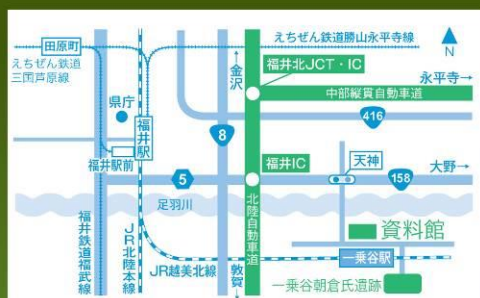 田原町
えちぜん鉄道勝山永平寺線
えちぜん鉄道
三国芦原線
↑
金沢
N
福井北JCT・IC
永平寺→
中部縦貫自動車道
県庁
416
福井駅
8
福井駅前
福井IC
天神
大野→
5
158
足羽川
北陸自動車道
資料館
福井鉄道福武線
JR北陸本線
JR越美北線
一乗谷駅
敦賀
↓
一乗谷朝倉氏遺跡